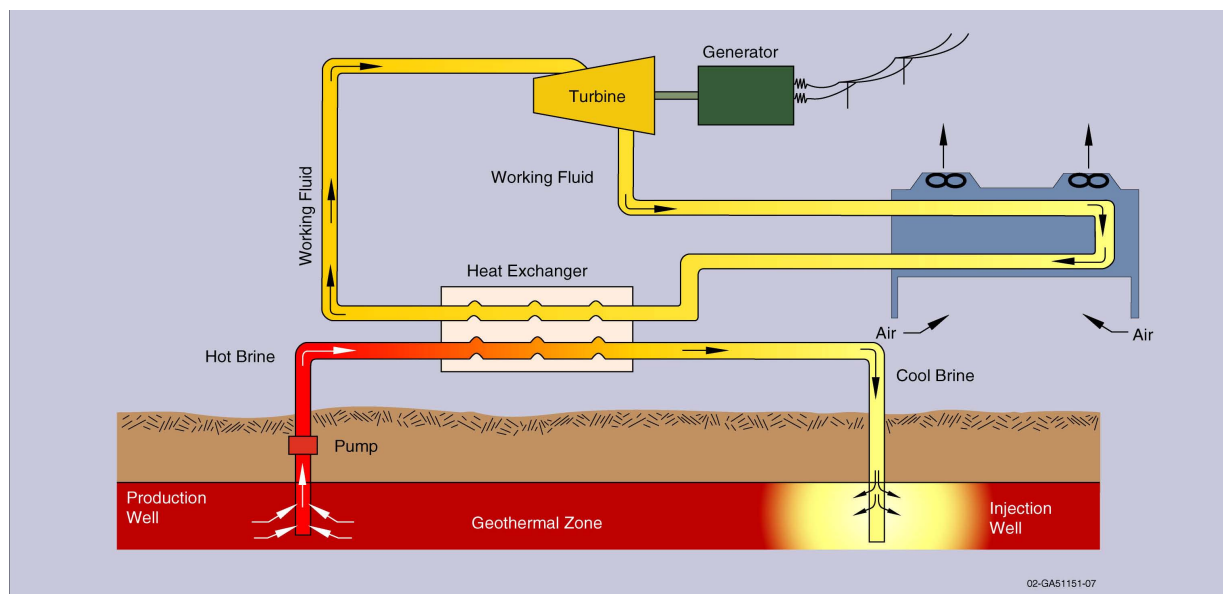 Generator
Turbine
Working Fluid
Working Fluid
Heat Exchanger
Air
Air
Hot Brine
Cool Brine
Pump
Production
Well
Geothermal Zone
Injection
Well
02-GA51151-07